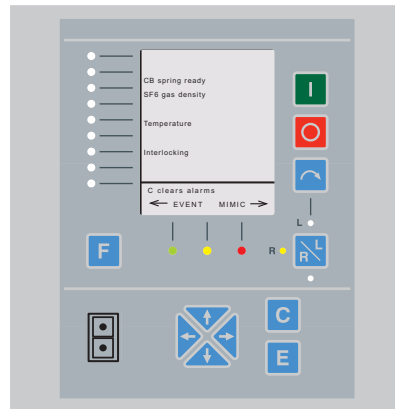 CB spring ready
SF6 gas density
Temperature
Interlocking
C clears alarms
EVENT MIMIC
I
L
R
R L
F
C
E